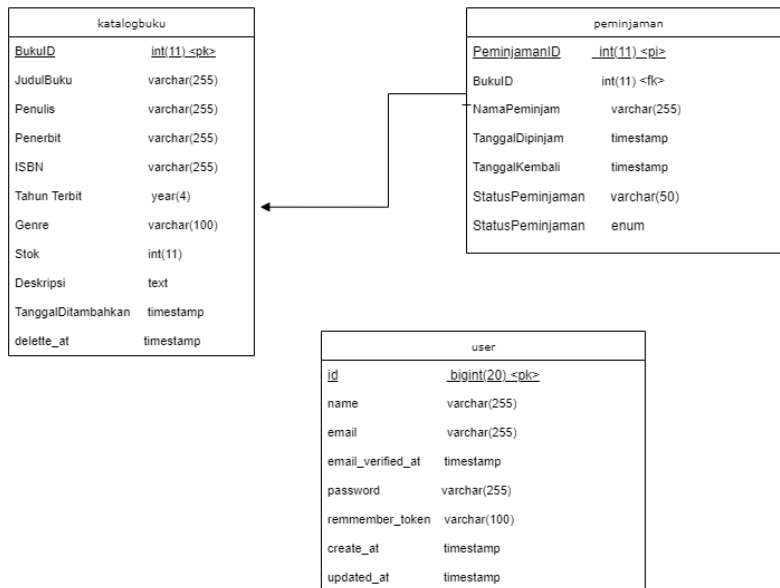 katalogbuku
BukuID int(11) <pk>
JudulBuku varchar(255)
Penulis varchar(255)
Penerbit varchar(255)
ISBN varchar(255)
Tahun Terbit year(4)
Genre varchar(100)
Stok int(11)
Deskripsi text
TanggalDitambahkan timestamp
delette_at timestamp
peminjaman
PeminjamanID int(11) <pi>
BukuID int(11) <fk>
NamaPeminjam varchar(255)
TanggalDipinjam timestamp
TanggalKembali timestamp
StatusPeminjaman varchar(50)
StatusPeminjaman enum
user
id bigint(20) <pk>
name varchar(255)
email varchar(255)
email_verified_at timestamp
password varchar(255)
remmember_token varchar(100)
create_at timestamp
updated_at timestamp